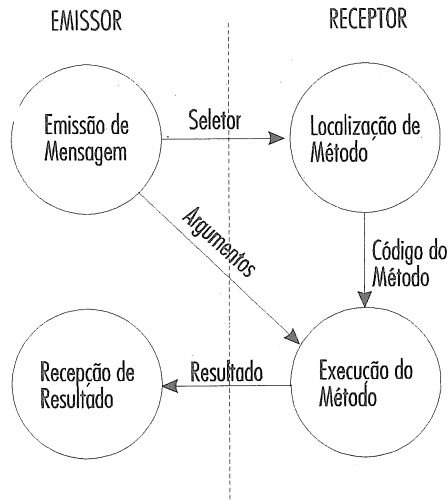 EMISSOR
RECEPTOR
Emissão de
Mensagem
Seletor
Localização de
Método
Argumentos
Código do
Método
Recepção de
Resultado
Resultado
Execução do
Método